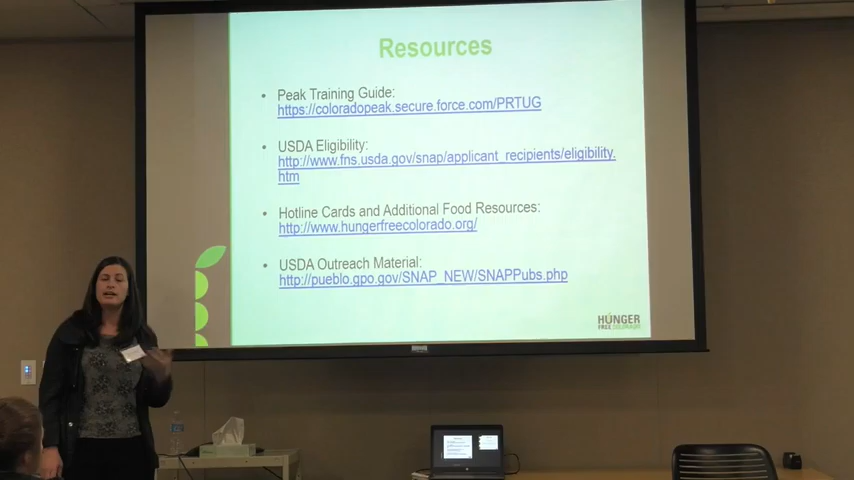 Resources
• Peak Training Guide:
https://coloradopeak.secure.force.com/PRTUG
• USDA Eligibility:
http://www.fns.usda.gov/snap/applicant_recipients/eligibility.
htm
• Hotline Cards and Additional Food Resources:
http://www.hungerfreecolorado.org/
• USDA Outreach Material:
http://pueblo.gpo.gov/SNAP_NEW/SNAPPubs.php
HUNGER
FREE COLORADO